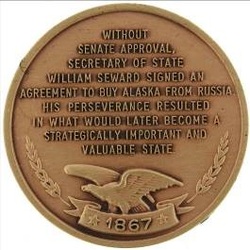 WITHOUT
SENATE APPROVAL,
SECRETARY OF STATE
WILLIAM SEWARD SIGNED AN
AGREEMENT TO BUY ALASKA FROM RUSSIA.
HIS PERSEVERANCE RESULTED
IN WHAT WOULD LATER BECOME A
STRATEGICALLY IMPORTANT AND
VALUABLE STATE
1867